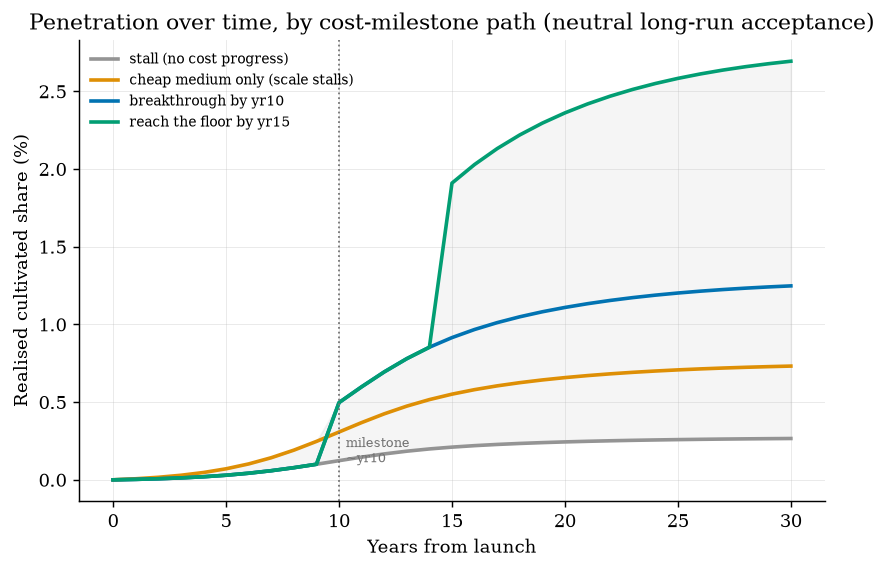 Penetration over time, by cost-milestone path (neutral long-run acceptance)
stall (no cost progress)
cheap medium only (scale stalls)
breakthrough by yr10
reach the floor by yr15
Realised cultivated share (%)
2.5
2.0
1.5
1.0
0.5
0.0
milestone
yr10
0 5 10 15 20 25 30
Years from launch